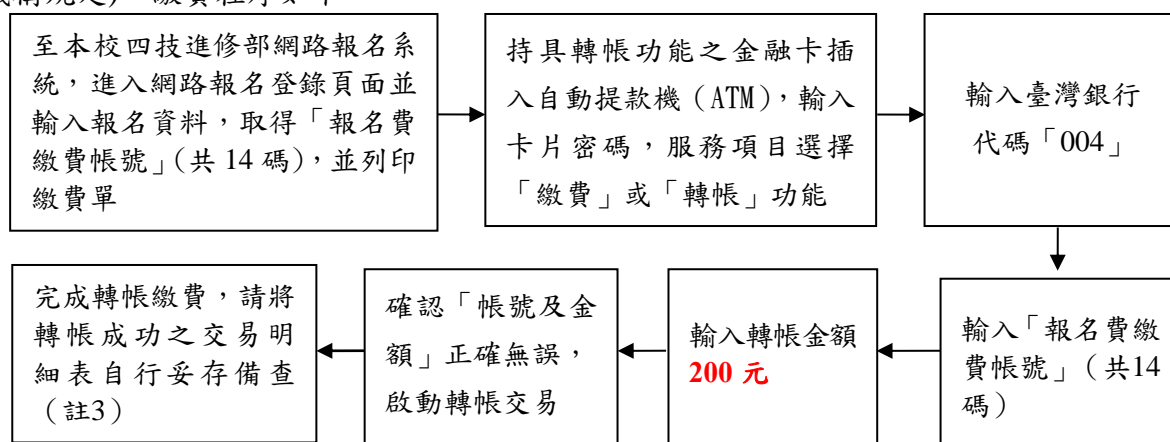 至本校四技進修部網路報名系
統，進入網路報名登錄頁面並
輸入報名資料，取得「報名費
繳費帳號」（共 14 碼），並列印
繳費單
持具轉帳功能之金融卡插
入自動提款機（ATM），輸入
卡片密碼，服務項目選擇
「繳費」或「轉帳」功能
輸入臺灣銀行
代碼「004」
輸入「報名費繳
費帳號」（共14
碼）
輸入轉帳金額
200 元
確認「帳號及金
額」正確無誤，
啟動轉帳交易
完成轉帳繳費，請將
轉帳成功之交易明
細表自行妥存備查
（註3）